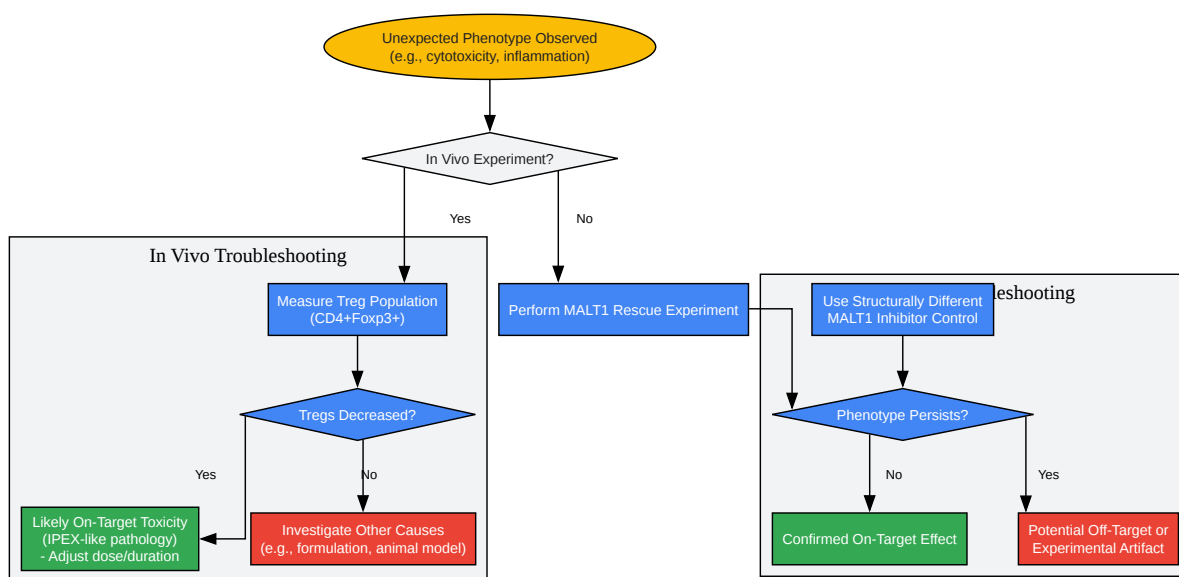 Unexpected Phenotype Observed
(e.g., cytotoxicity, inflammation)
In Vivo Experiment?
Yes
No
In Vivo Troubleshooting
leshooting
Measure Treg Population
(CD4+Foxp3+)
Perform MALT1 Rescue Experiment
Use Structurally Different
MALT1 Inhibitor Control
Tregs Decreased?
Phenotype Persists?
Yes
No
No
Yes
Likely On-Target Toxicity
(IPEX-like pathology)
- Adjust dose/duration
Investigate Other Causes
(e.g., formulation, animal model)
Confirmed On-Target Effect
Potential Off-Target or
Experimental Artifact